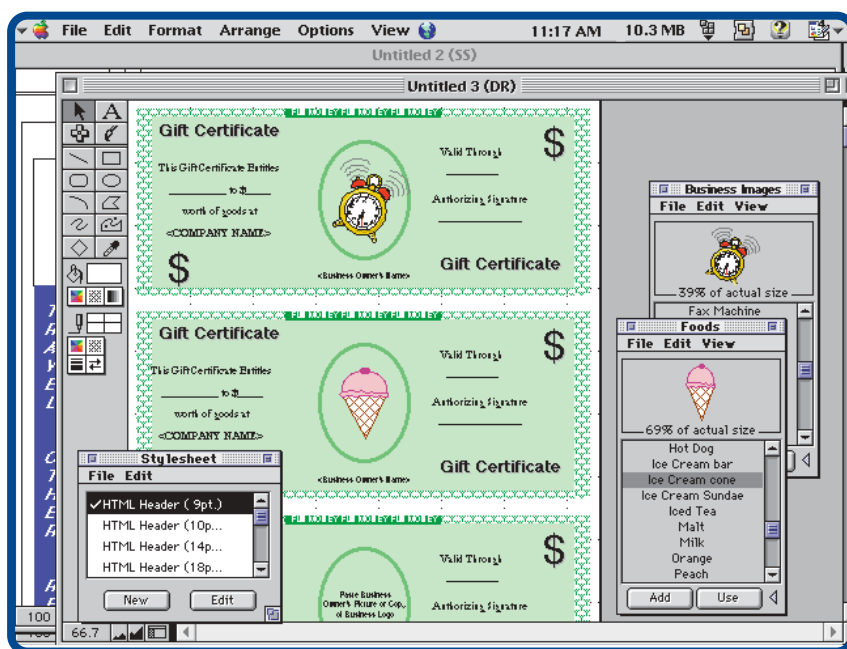 File Edit Format Arrange Options View 11:17 AM 10.3 MB
Untitled 2 (SS)
Untitled 3 (DR)
Gift Certificate
This Gift Certificate Entitles
to $
worth of goods at
<COMPANY NAME>
$
<Business Owner's Name>
Valid Through
Authorizing Signature
$
Gift Certificate
Gift Certificate
This Gift Certificate Entitles
to $
worth of goods at
<COMPANY NAME>
<Business Owner's Name>
Valid Through
Authorizing Signature
$
Gift Certificate
Paste Business
Owner's Picture or Copy
of Business Logo
Valid Through
Authorizing Signature
$
Business Images
File Edit View
39% of actual size
Fax Machine
Foods
File Edit View
69% of actual size
Hot Dog
Ice Cream bar
Ice Cream cone
Ice Cream Sundae
Iced Tea
Malt
Milk
Orange
Peach
Add Use
Stylesheet
File Edit
✓HTML Header ( 9pt.)
HTML Header (10p...
HTML Header (14p...
HTML Header (18p...
New Edit
100
66.7